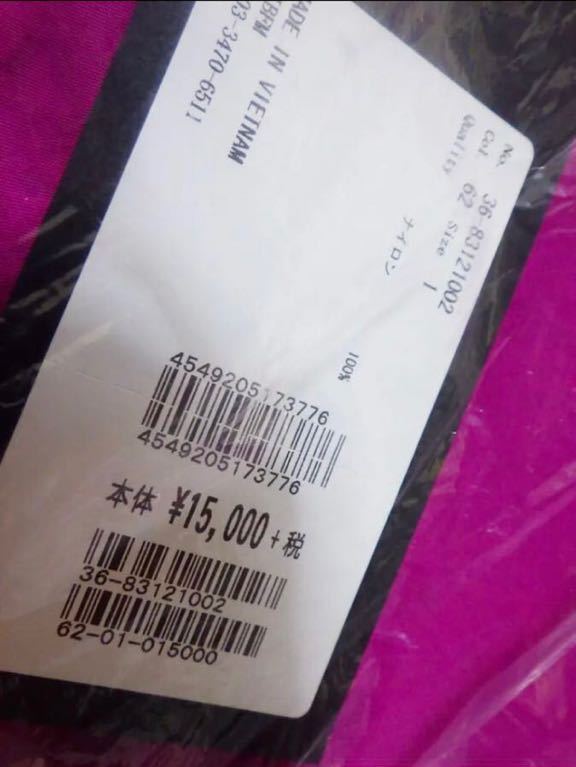 No. 36-83121002
Col. 62 Size 1
Quality
ナイロン 100%
MADE IN VIETNAM
03-3470-6511
4549205173776
4549205173776
本体 ¥15,000+税
36-83121002
62-01-015000